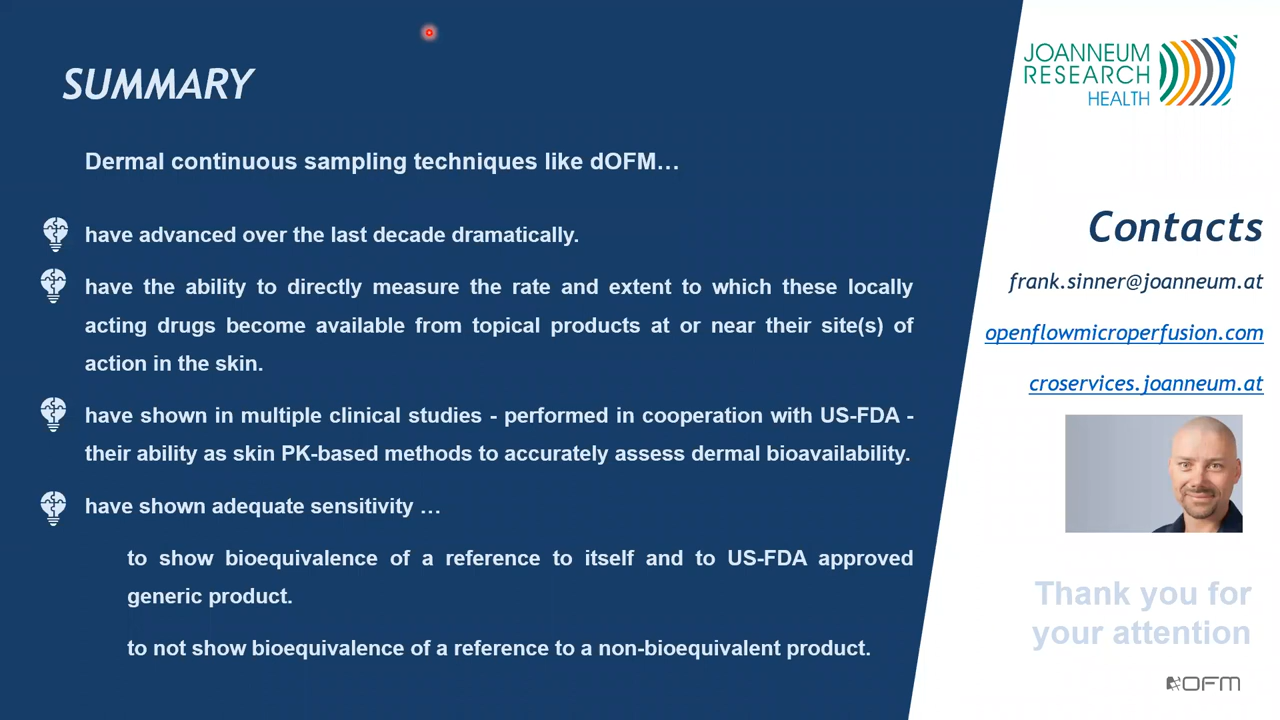 SUMMARY
Dermal continuous sampling techniques like dOFM…
have advanced over the last decade dramatically.
have the ability to directly measure the rate and extent to which these locally
acting drugs become available from topical products at or near their site(s) of
action in the skin.
have shown in multiple clinical studies - performed in cooperation with US-FDA -
their ability as skin PK-based methods to accurately assess dermal bioavailability.
have shown adequate sensitivity …
to show bioequivalence of a reference to itself and to US-FDA approved
generic product.
to not show bioequivalence of a reference to a non-bioequivalent product.
JOANNEUM
RESEARCH
HEALTH
Contacts
frank.sinner@joanneum.at
openflowmicroperfusion.com
croservices.joanneum.at
Thank you for
your attention
OFM